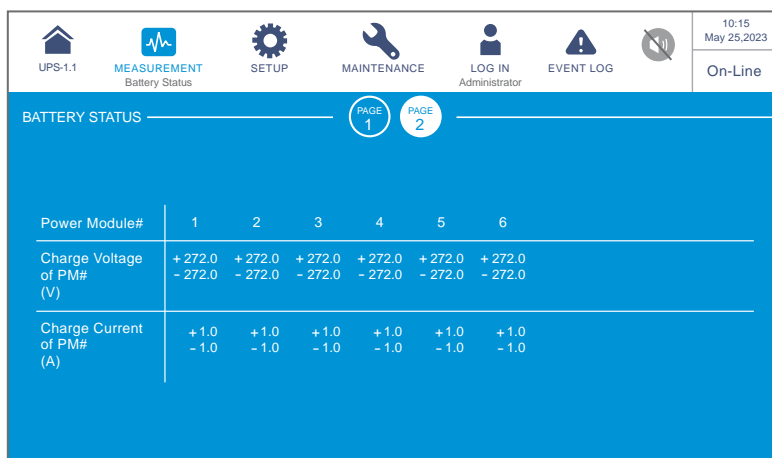 10:15
May 25,2023
UPS-1.1 MEASUREMENT SETUP MAINTENANCE LOG IN EVENT LOG On-Line
Battery Status Administrator
BATTERY STATUS PAGE 1 PAGE 2
Power Module# 1 2 3 4 5 6
Charge Voltage +272.0 +272.0 +272.0 +272.0 +272.0 +272.0
of PM# -272.0 -272.0 -272.0 -272.0 -272.0 -272.0
(V)
Charge Current +1.0 +1.0 +1.0 +1.0 +1.0 +1.0
of PM# -1.0 -1.0 -1.0 -1.0 -1.0 -1.0
(A)